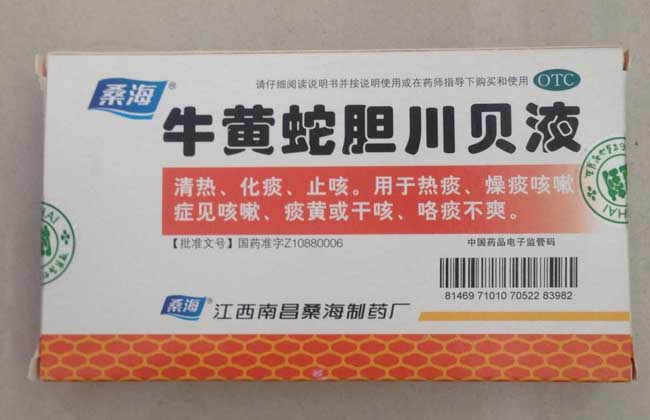 桑海®
请仔细阅读说明书并按说明使用或在药师指导下购买和使用
OTC
牛黄蛇胆川贝液
清热、化痰、止咳。用于热痰、燥痰咳嗽
症见咳嗽、痰黄或干咳、咯痰不爽。
【批准文号】国药准字Z10880006
中国药品电子监管码
81469 71010 70522 83982
桑海® 江西南昌桑海制药厂
HAI
HAI